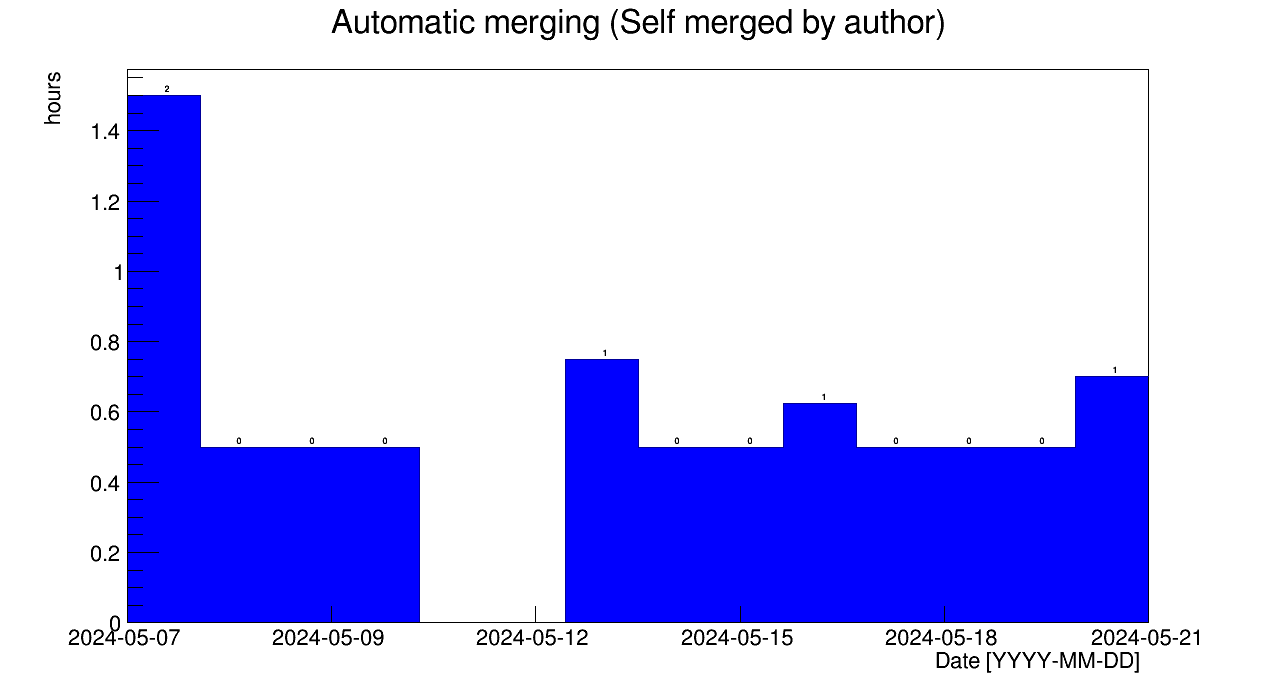 Automatic merging (Self merged by author)
hours
2
1.4
1.2
1
0.8
1
1
1
0.6
0 0 0 0 0 0 0 0
0.4
0.2
0
2024-05-07 2024-05-09 2024-05-12 2024-05-15 2024-05-18 2024-05-21
Date [YYYY-MM-DD]